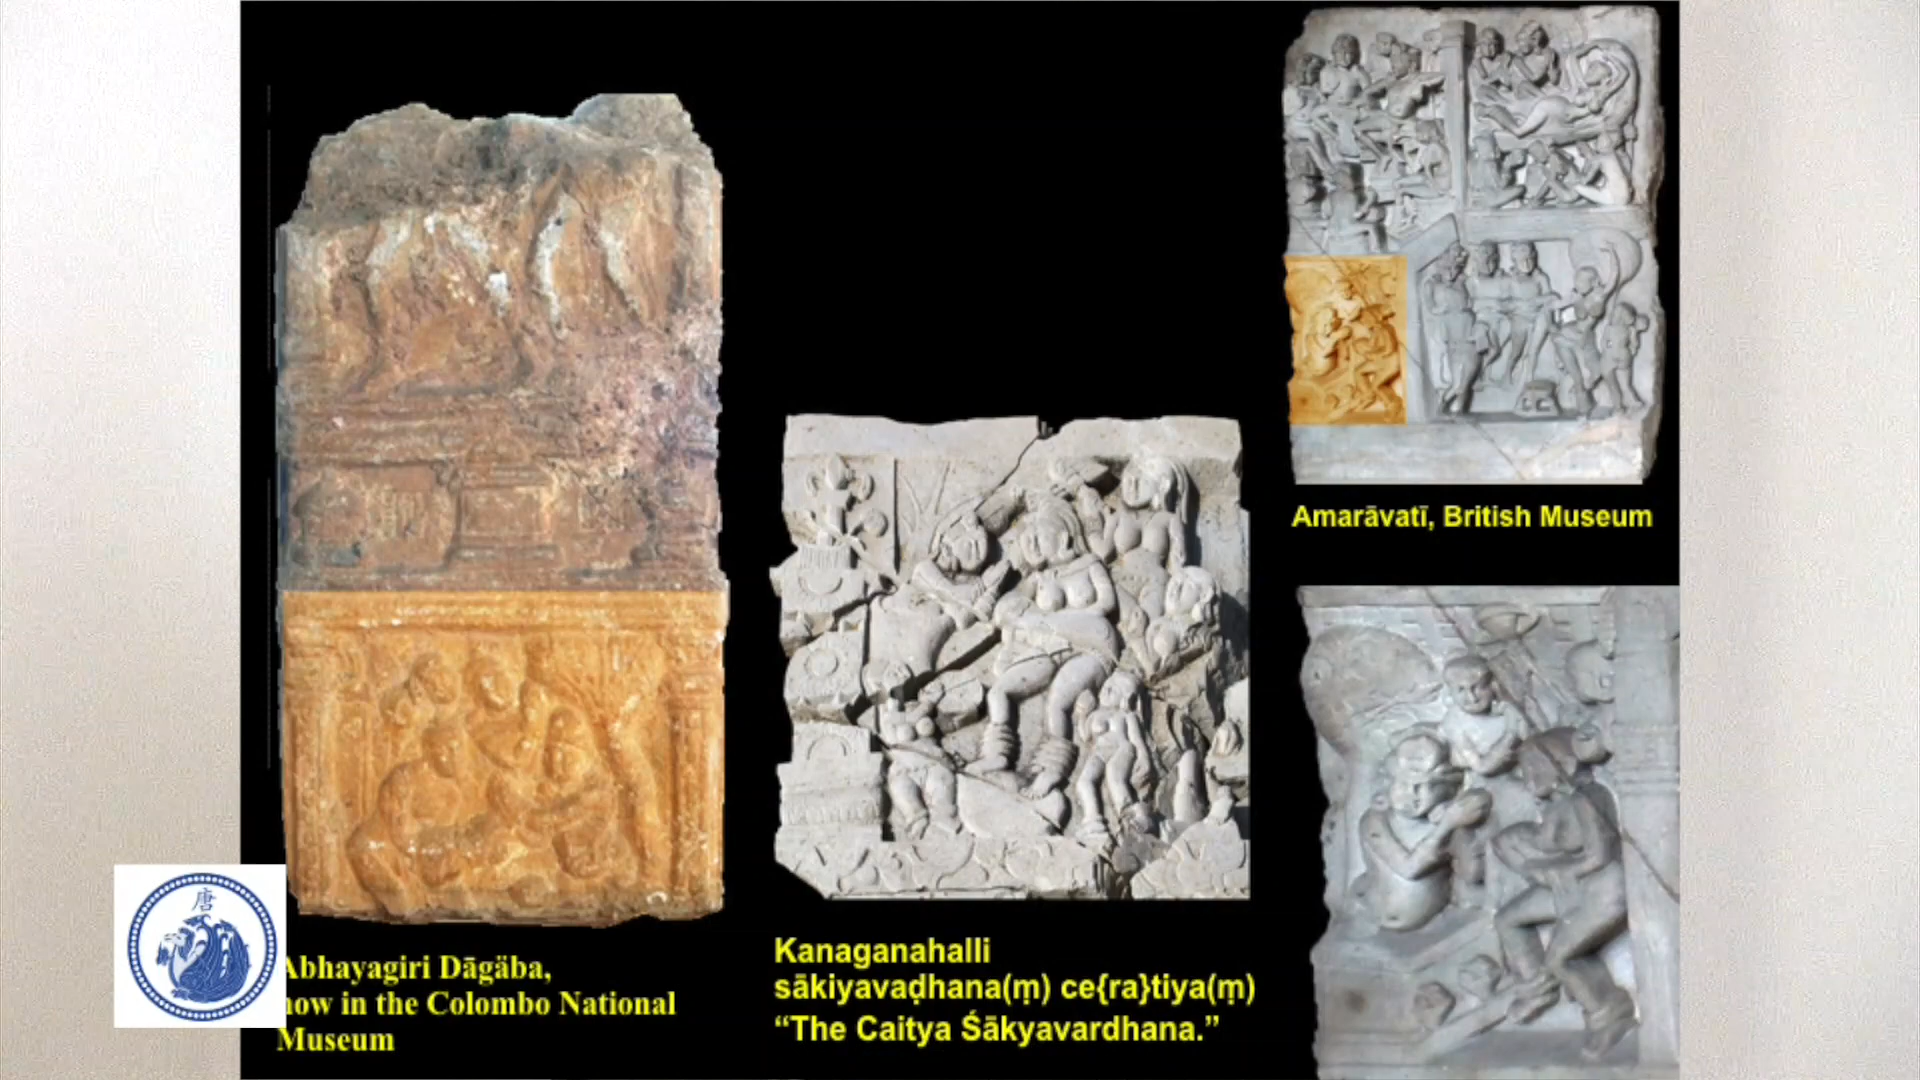 唐
Abhayagiri Dāgäba,
now in the Colombo National
Museum
Kanaganahalli
sākiyavaḍhana(ṃ) ce{ra}tiya(ṃ)
“The Caitya Śākyavardhana.”
Amarāvatī, British Museum